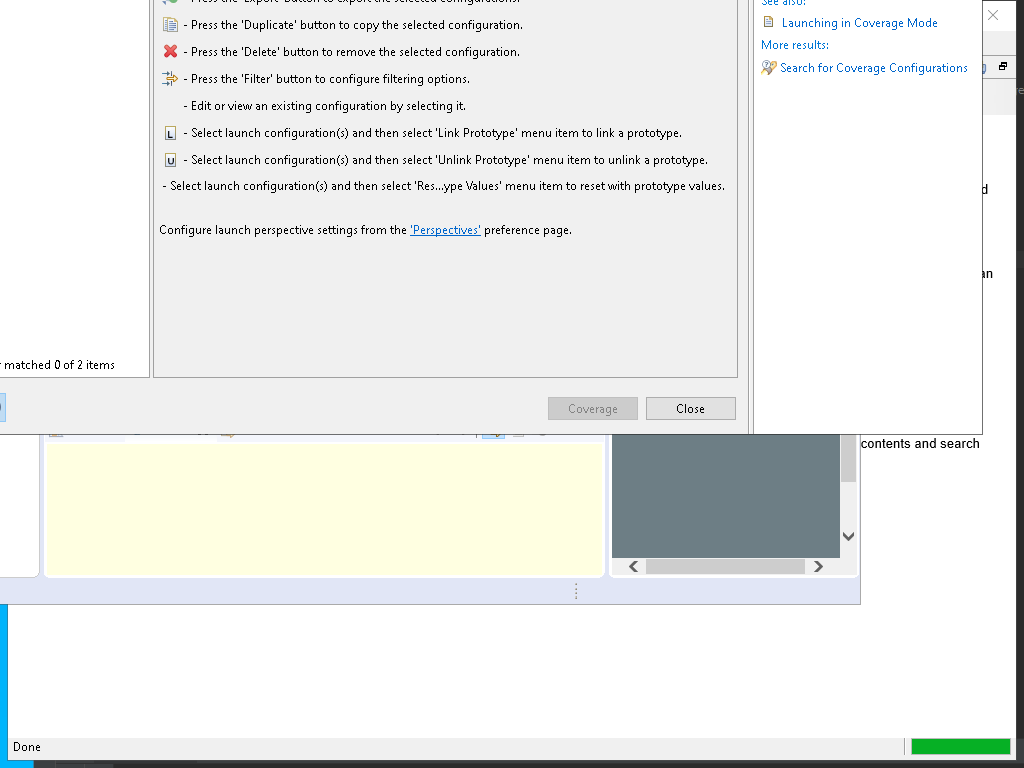 - Press the 'Export' button to export the selected configurations.
- Press the 'Duplicate' button to copy the selected configuration.
- Press the 'Delete' button to remove the selected configuration.
- Press the 'Filter' button to configure filtering options.
- Edit or view an existing configuration by selecting it.
L - Select launch configuration(s) and then select 'Link Prototype' menu item to link a prototype.
U - Select launch configuration(s) and then select 'Unlink Prototype' menu item to unlink a prototype.
- Select launch configuration(s) and then select 'Res...ype Values' menu item to reset with prototype values.
Configure launch perspective settings from the 'Perspectives' preference page.
matched 0 of 2 items
Coverage
Close
See also:
Launching in Coverage Mode
More results:
Search for Coverage Configurations
d
an
contents and search
Done